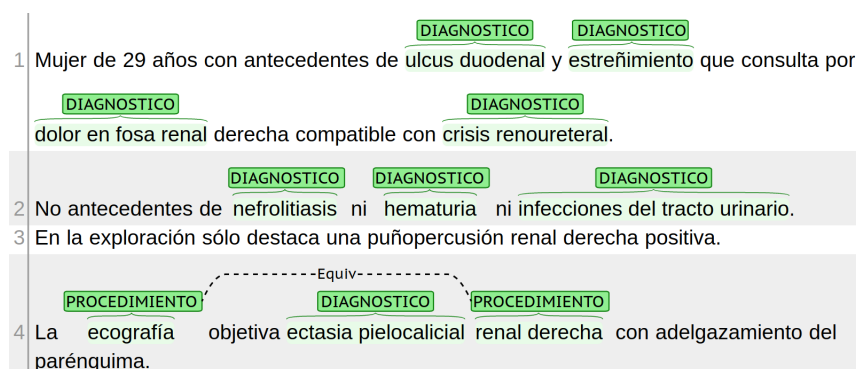 DIAGNOSTICO DIAGNOSTICO
1 Mujer de 29 años con antecedentes de ulcus duodenal y estreñimiento que consulta por
DIAGNOSTICO DIAGNOSTICO
dolor en fosa renal derecha compatible con crisis renoureteral.
DIAGNOSTICO DIAGNOSTICO DIAGNOSTICO
2 No antecedentes de nefrolitiasis ni hematuria ni infecciones del tracto urinario.
3 En la exploración sólo destaca una puñopercusión renal derecha positiva.
Equiv
PROCEDIMIENTO DIAGNOSTICO PROCEDIMIENTO
4 La ecografía objetiva ectasia pielocalicial renal derecha con adelgazamiento del
parénquima.